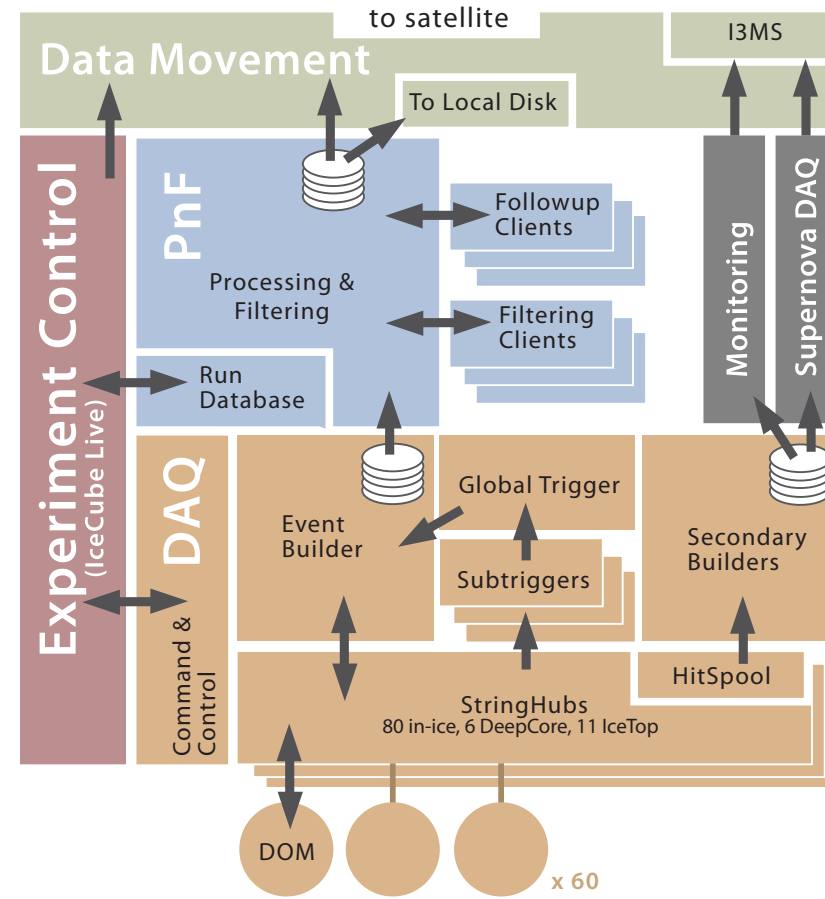 to satellite
I3MS
Data Movement
To Local Disk
Experiment Control
(IceCube Live)
PnF
Processing &
Filtering
Followup
Clients
Filtering
Clients
Monitoring
Supernova DAQ
Run
Database
DAQ
Command &
Control
Event
Builder
Global Trigger
Subtriggers
Secondary
Builders
HitSpool
StringHubs
80 in-ice, 6 DeepCore, 11 IceTop
DOM
x 60